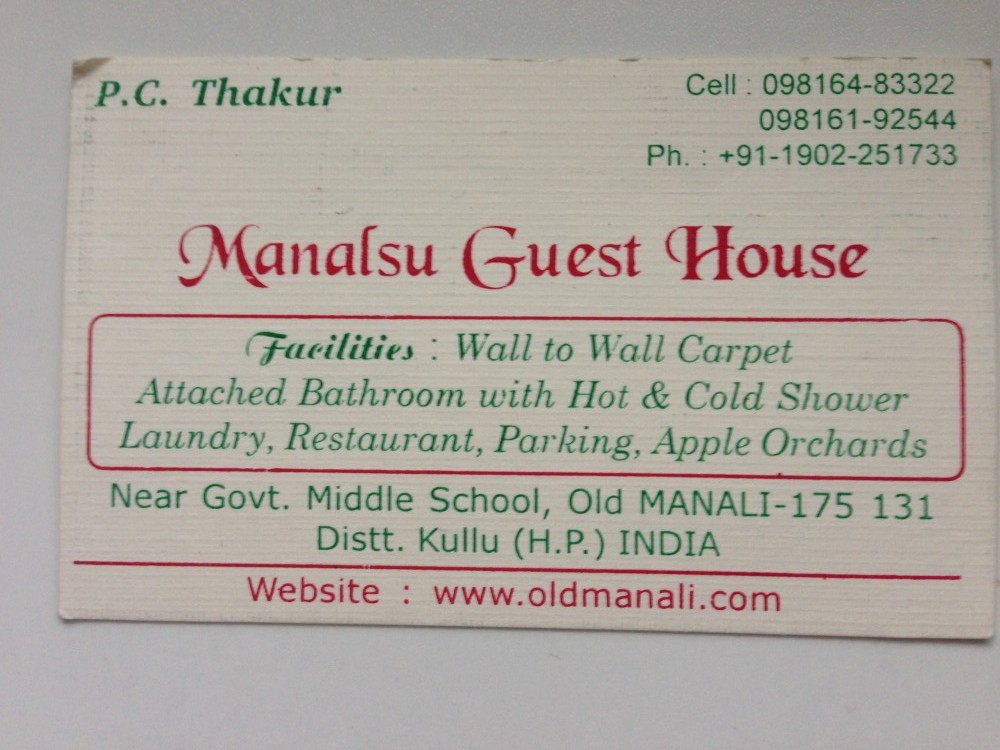 P.C. Thakur
Cell : 098164-83322
098161-92544
Ph. : +91-1902-251733
Manalsu Guest House
Facilities : Wall to Wall Carpet
Attached Bathroom with Hot & Cold Shower
Laundry, Restaurant, Parking, Apple Orchards
Near Govt. Middle School, Old MANALI-175 131
Distt. Kullu (H.P.) INDIA
Website : www.oldmanali.com